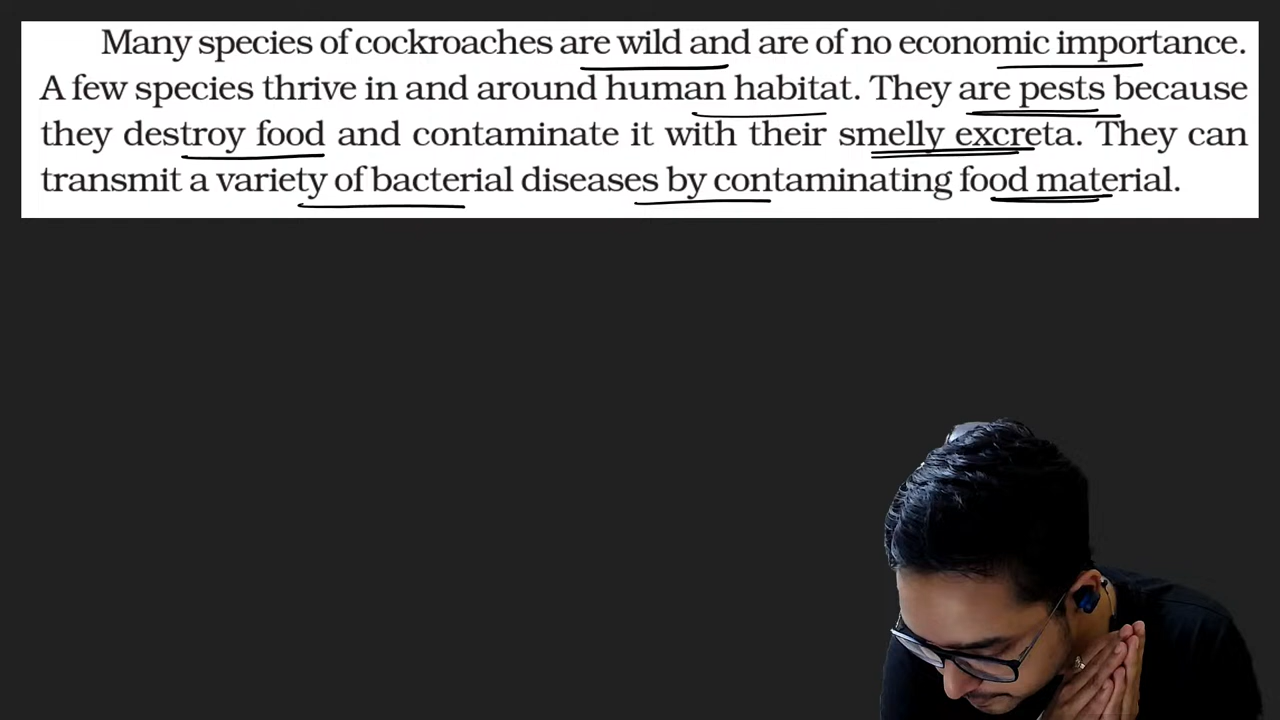 Many species of cockroaches are wild and are of no economic importance.
A few species thrive in and around human habitat. They are pests because
they destroy food and contaminate it with their smelly excreta. They can
transmit a variety of bacterial diseases by contaminating food material.